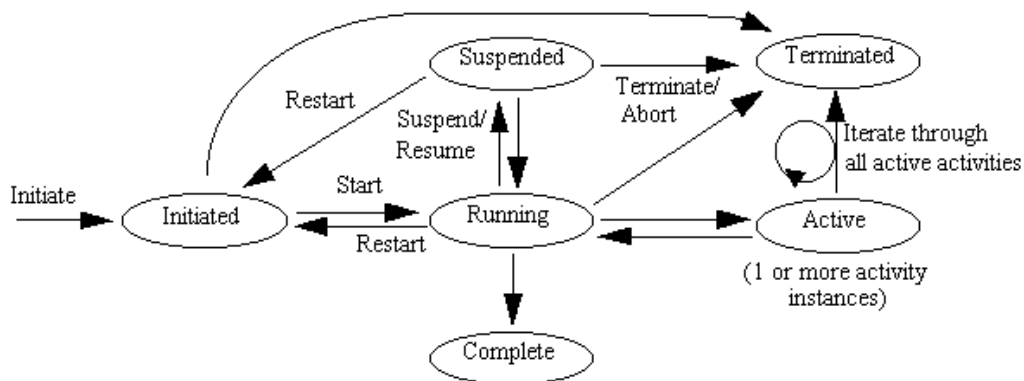 Suspended
Terminated
Restart
Terminate/
Abort
Suspend/
Resume
Iterate through
all active activities
Initiate
Start
Initiated
Running
Active
Restart
(1 or more activity
instances)
Complete